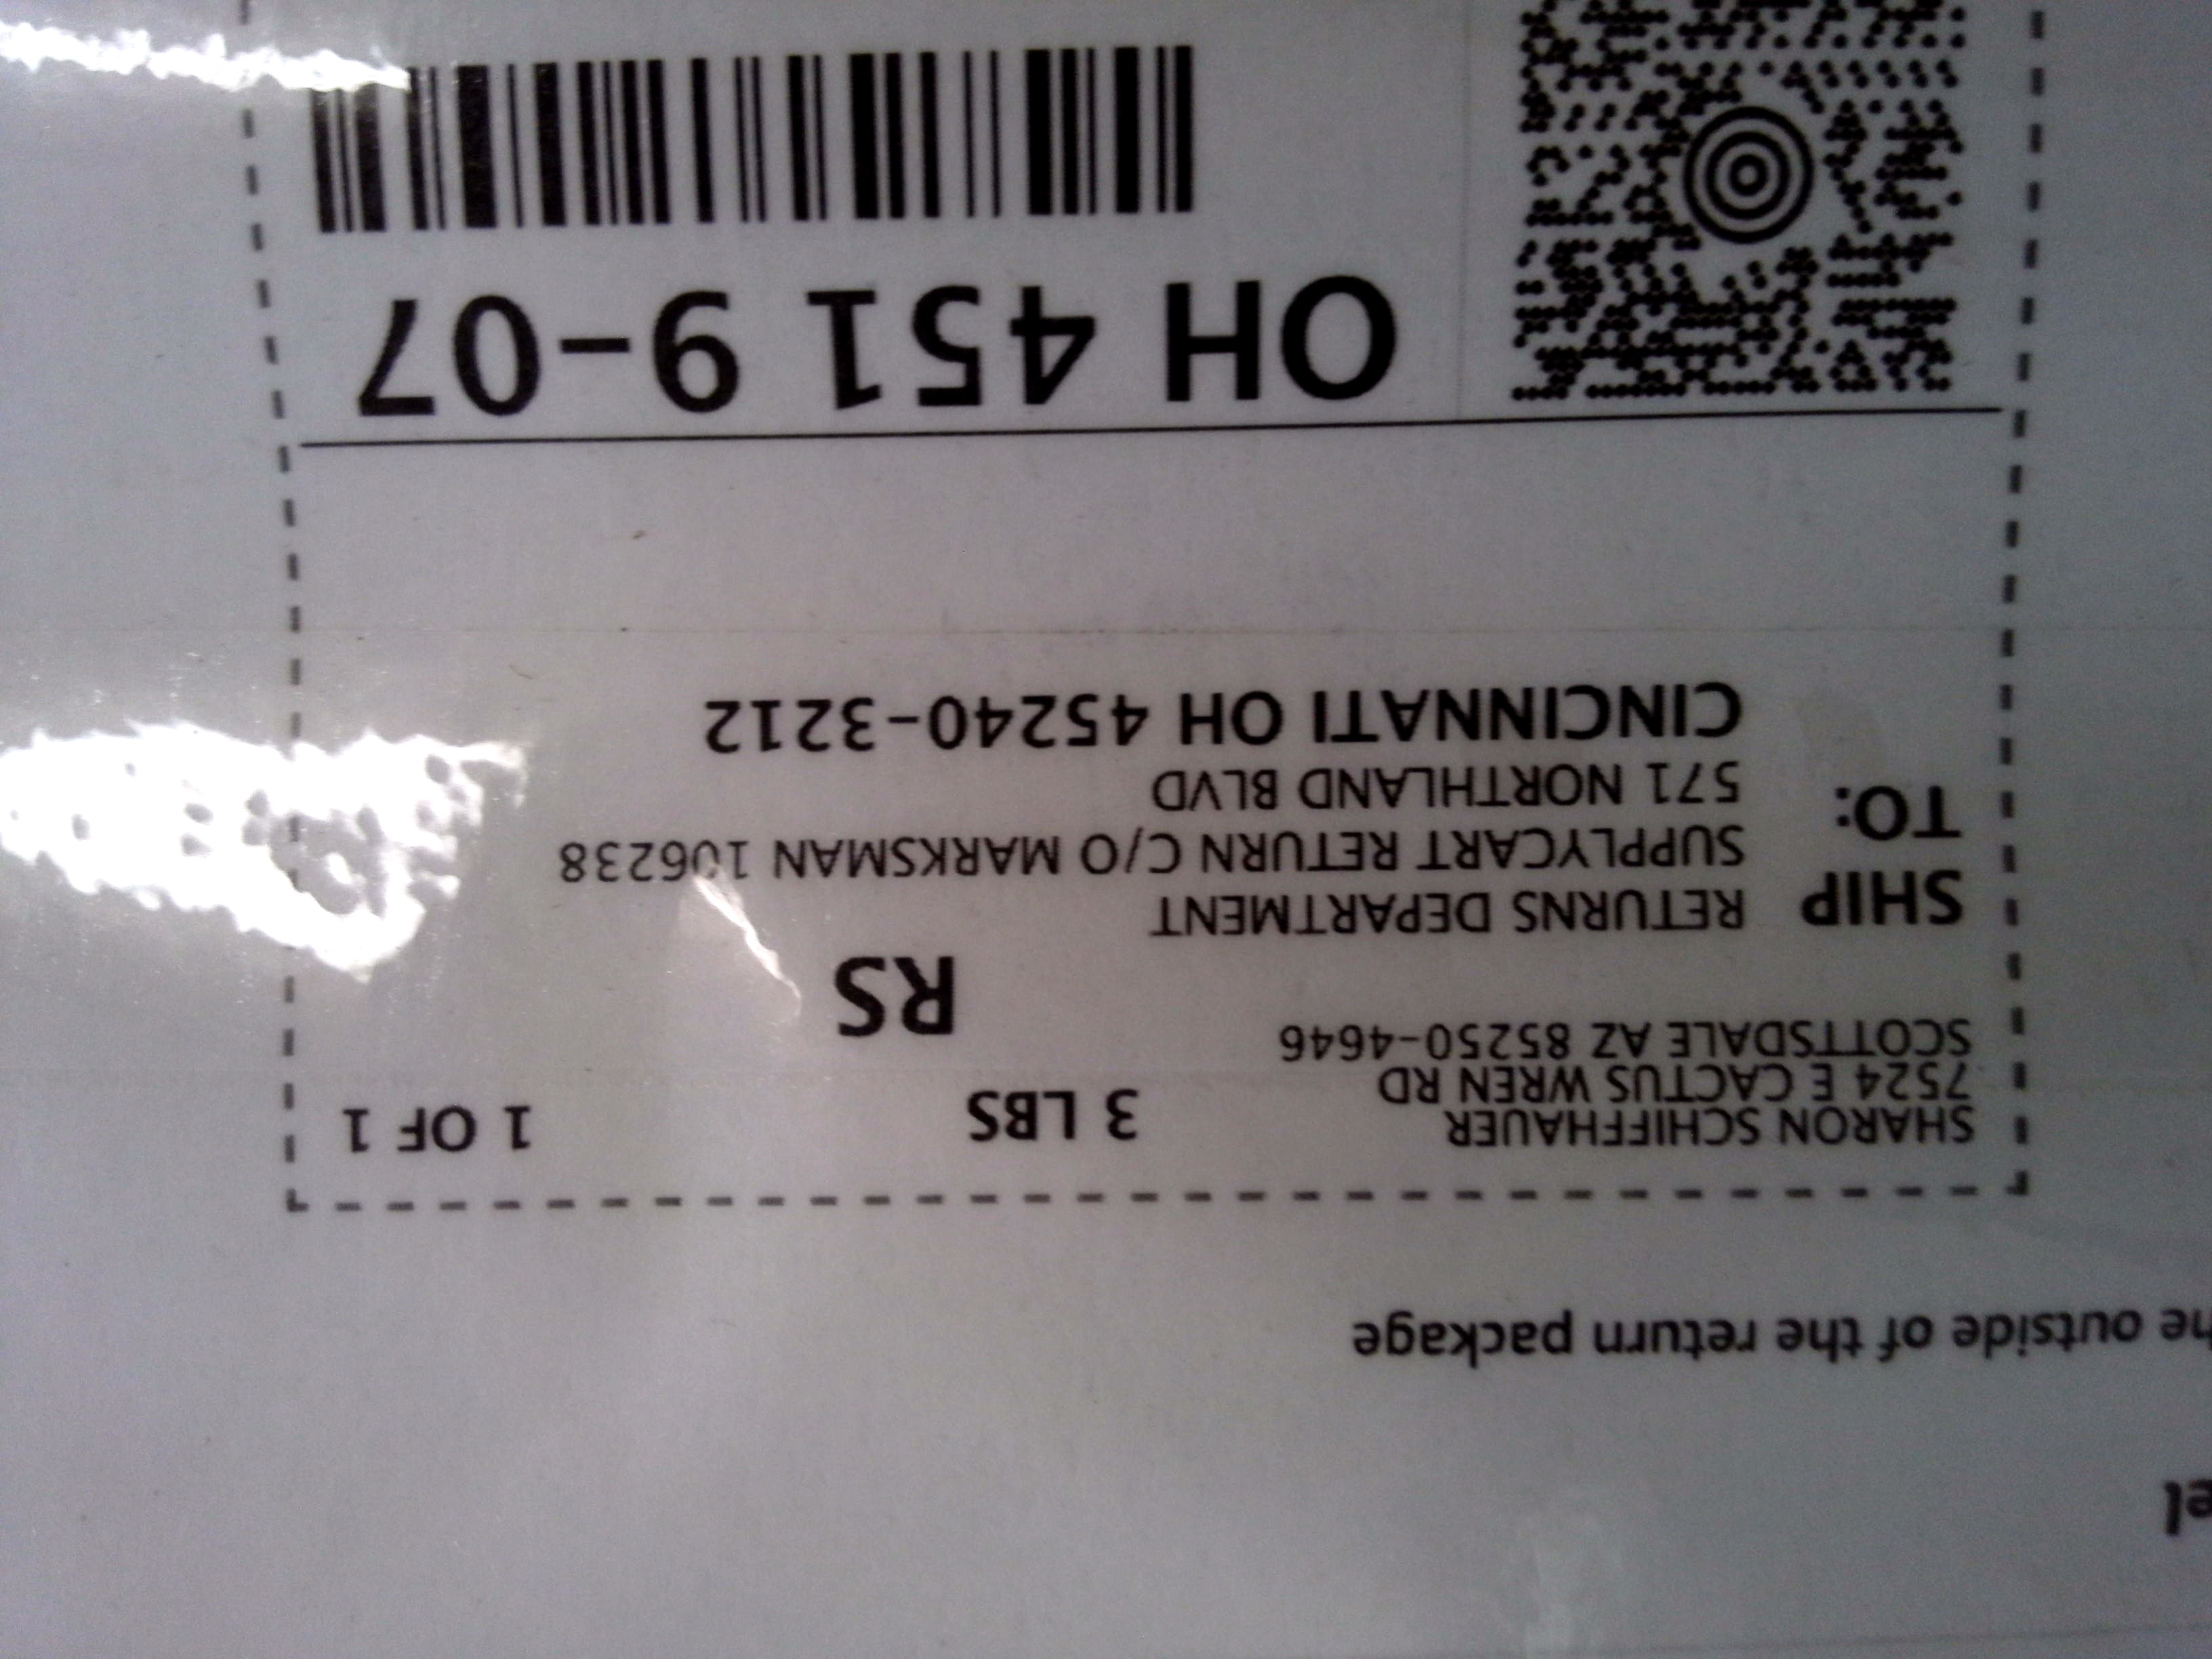 el
he outside of the return package
SHARON SCHIFFHAUER
7524 E CACTUS WREN RD
SCOTTSDALE AZ 85250-4646
3 LBS
1 OF 1
RS
SHIP
TO:
RETURNS DEPARTMENT
SUPPLYCART RETURN C/O MARKSMAN 106238
571 NORTHLAND BLVD
CINCINNATI OH 45240-3212
OH 451 9-07